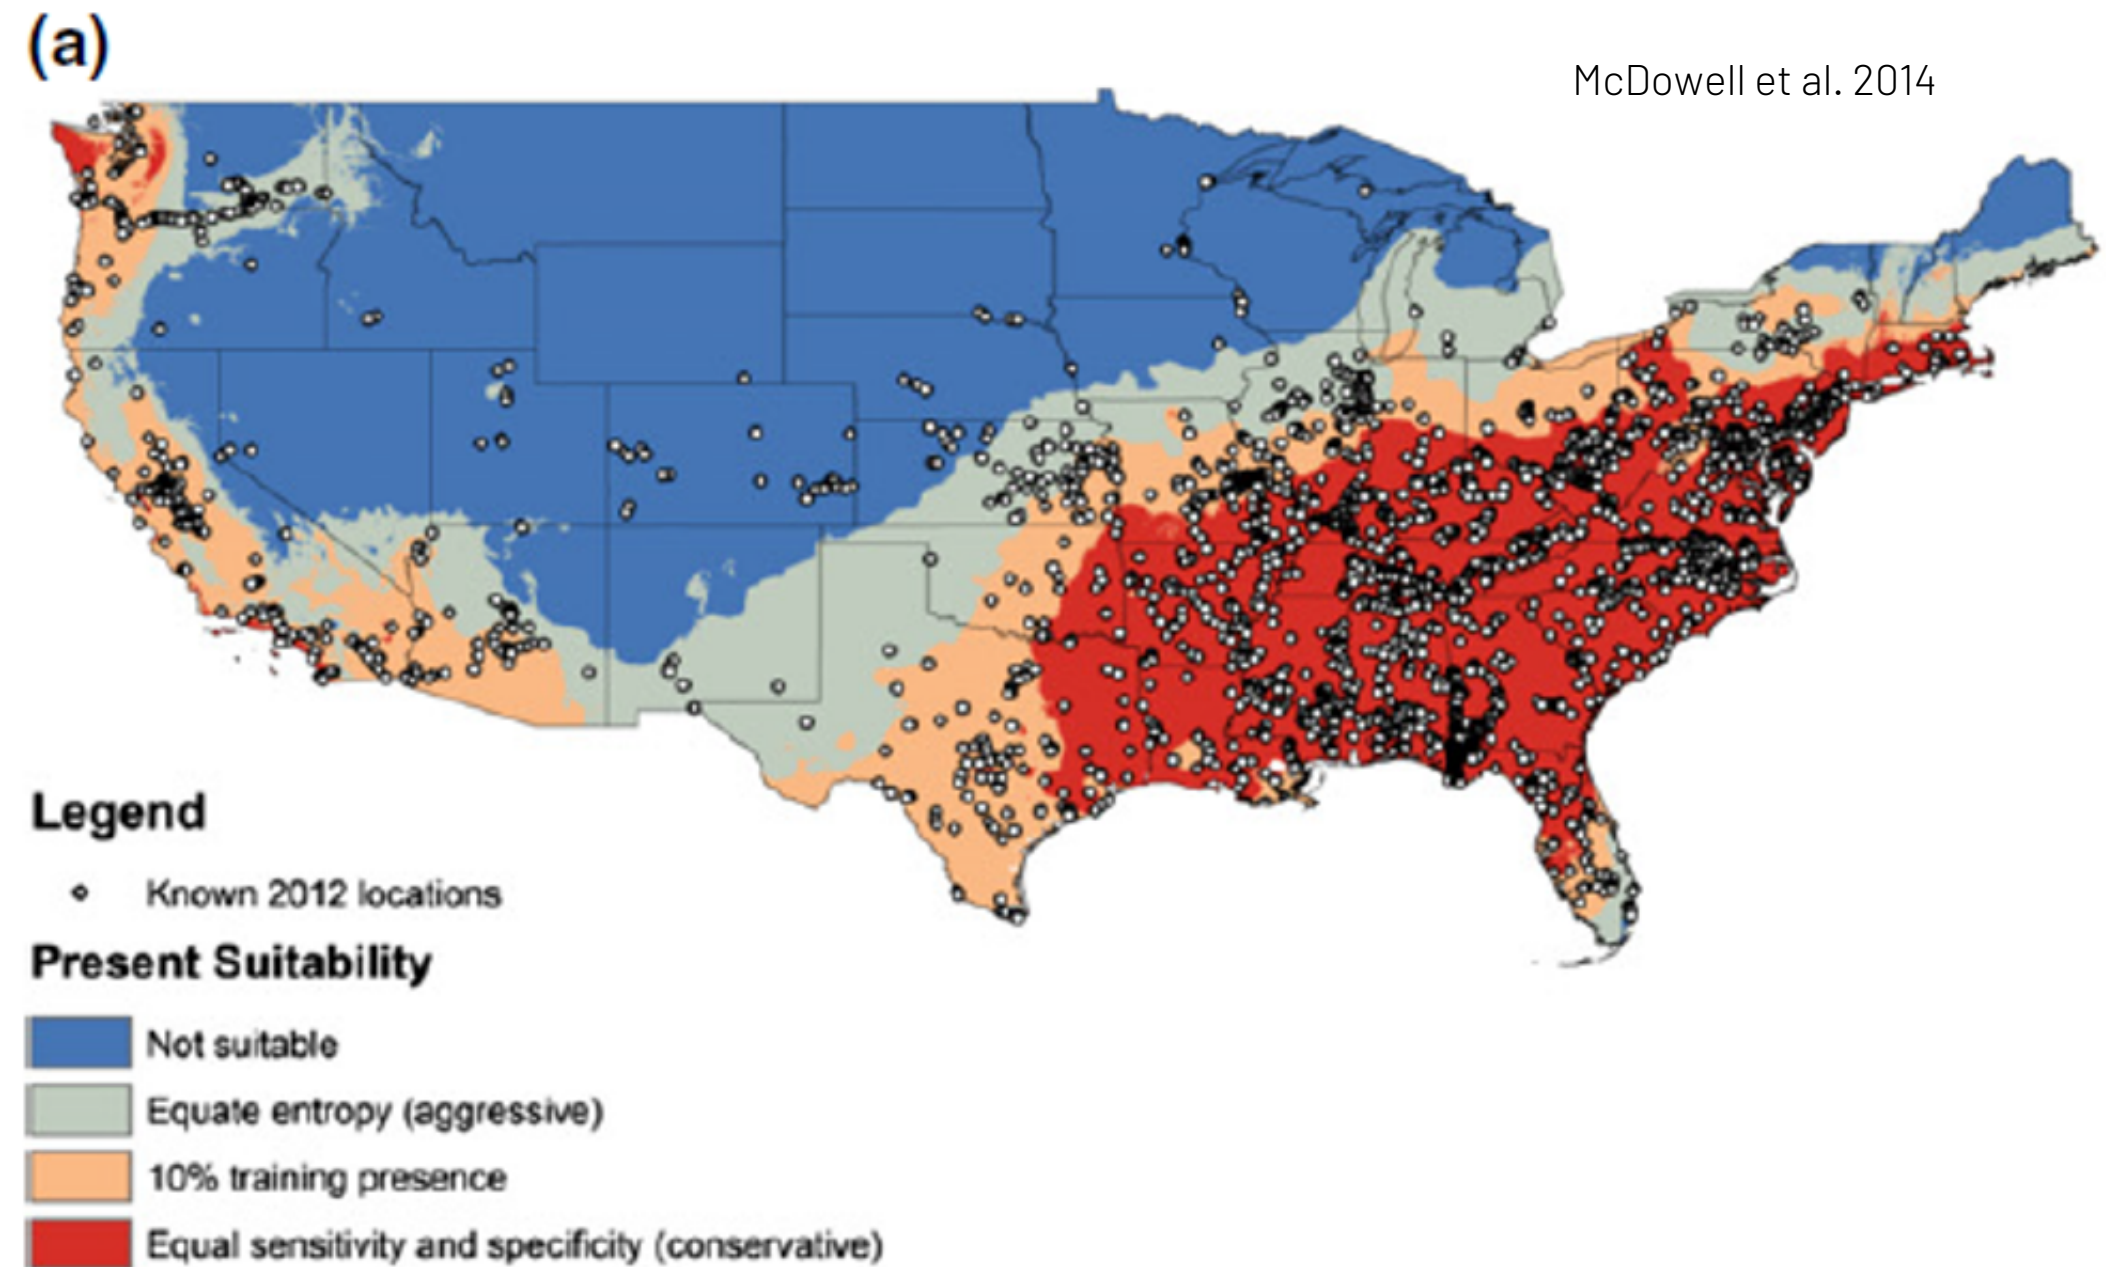 (a)
McDowell et al. 2014
Legend
Known 2012 locations
Present Suitability
Not suitable
Equate entropy (aggressive)
10% training presence
Equal sensitivity and specificity (conservative)